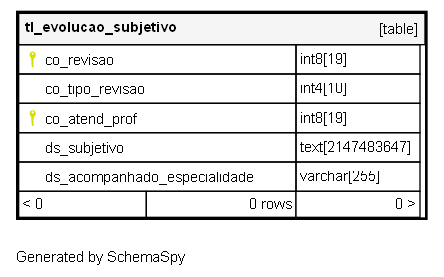 tl_evolucao_subjetivo [table]
co_revisao int8[19]
co_tipo_revisao int4[10]
co_atend_prof int8[19]
ds_subjetivo text[2147483647]
ds_acompanhado_especialidade varchar[255]
< 0 0 rows 0 >
Generated by SchemaSpy